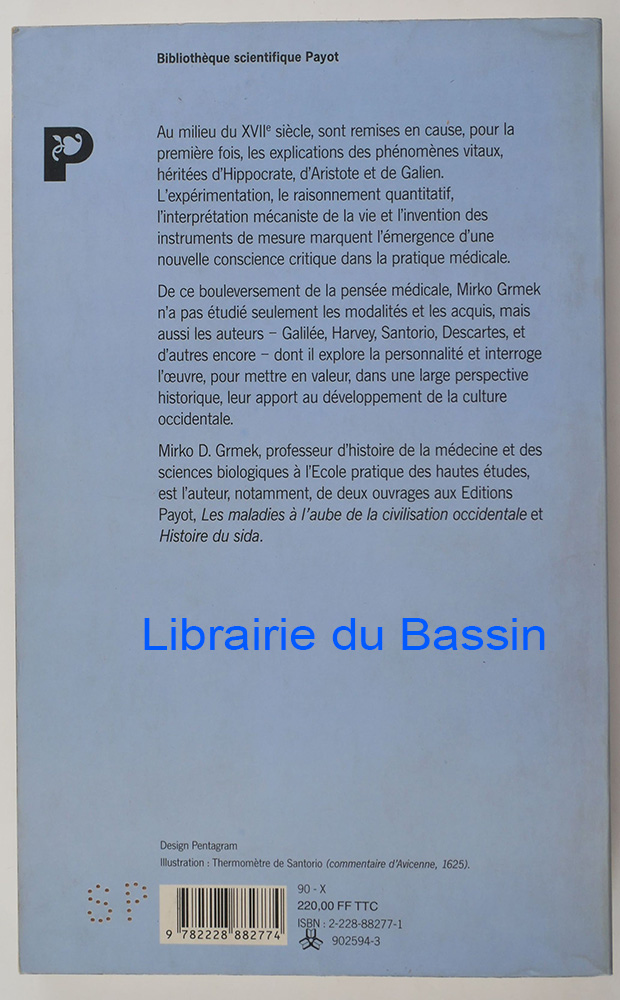 Bibliothèque scientifique Payot
P
Au milieu du XVIIe siècle, sont remises en cause, pour la
première fois, les explications des phénomènes vitaux,
héritées d'Hippocrate, d'Aristote et de Galien.
L'expérimentation, le raisonnement quantitatif,
l'interprétation mécaniste de la vie et l'invention des
instruments de mesure marquent l'émergence d'une
nouvelle conscience critique dans la pratique médicale.
De ce bouleversement de la pensée médicale, Mirko Grmek
n'a pas étudié seulement les modalités et les acquis, mais
aussi les auteurs – Galilée, Harvey, Santorio, Descartes, et
d'autres encore – dont il explore la personnalité et interroge
l'œuvre, pour mettre en valeur, dans une large perspective
historique, leur apport au développement de la culture
occidentale.
Mirko D. Grmek, professeur d'histoire de la médecine et des
sciences biologiques à l'Ecole pratique des hautes études,
est l'auteur, notamment, de deux ouvrages aux Editions
Payot, Les maladies à l'aube de la civilisation occidentale et
Histoire du sida.
Librairie du Bassin
Design Pentagram
Illustration : Thermomètre de Santorio (commentaire d'Avicenne, 1625).
SP
9 782228 882774
90 - X
220,00 FF TTC
ISBN : 2-228-88277-1
902594-3